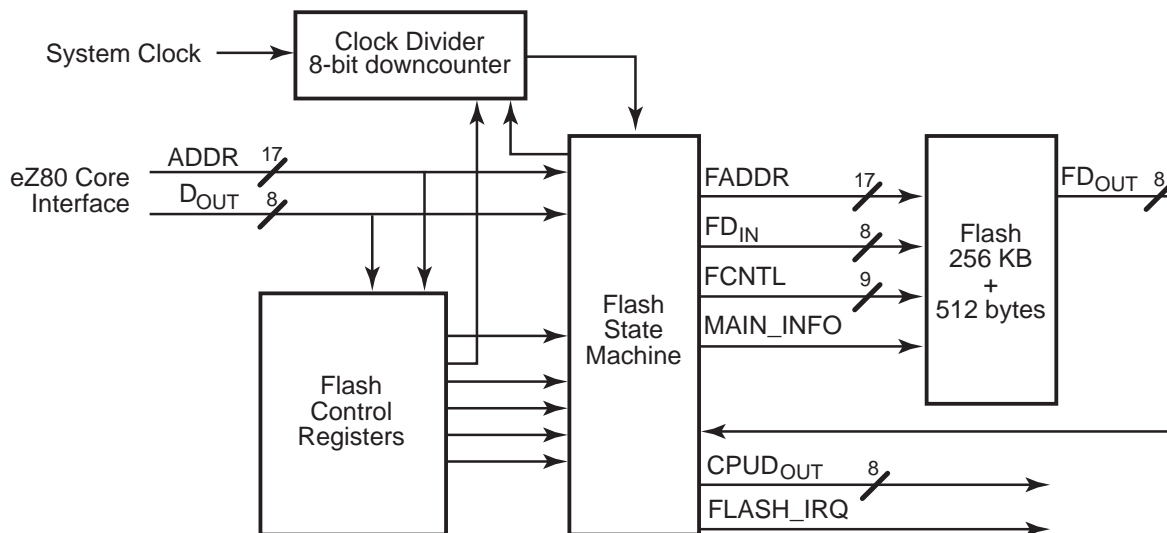 System Clock
Clock Divider
8-bit downcounter
eZ80 Core
Interface
ADDR
17
DOUT
8
Flash
Control
Registers
Flash
State
Machine
FADDR
17
FDIN
8
FCNTL
9
MAIN_INFO
Flash
256 KB
+
512 bytes
FDOUT
8
CPUDOUT
8
FLASH_IRQ